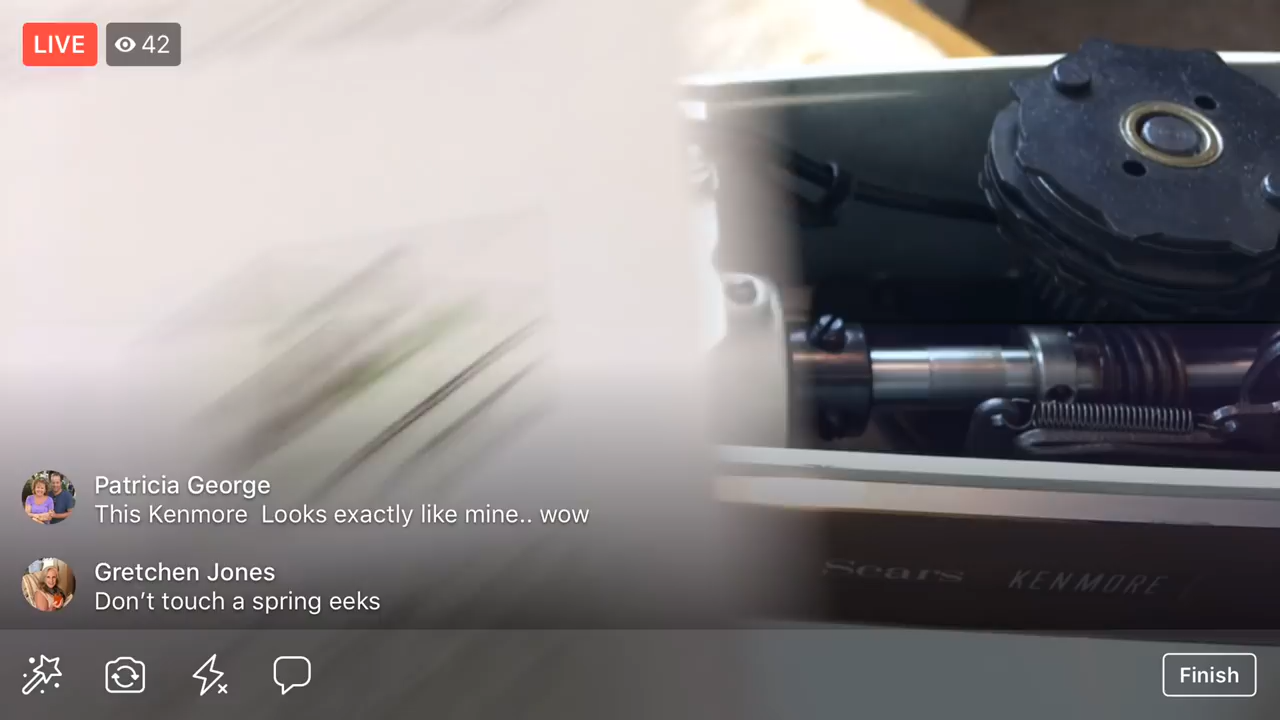 LIVE
42
Patricia George
This Kenmore Looks exactly like mine.. wow
Gretchen Jones
Don't touch a spring eeks
Sears KENMORE
Finish